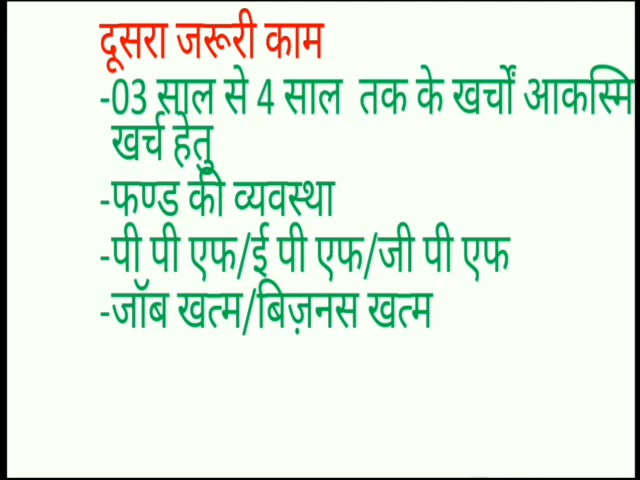 दूसरा जरूरी काम
-03 साल से 4 साल तक के खर्चों आकस्मि
खर्च हेतु
-फण्ड की व्यवस्था
-पी पी एफ/ई पी एफ/जी पी एफ
-जॉब खत्म/बिज़नस खत्म